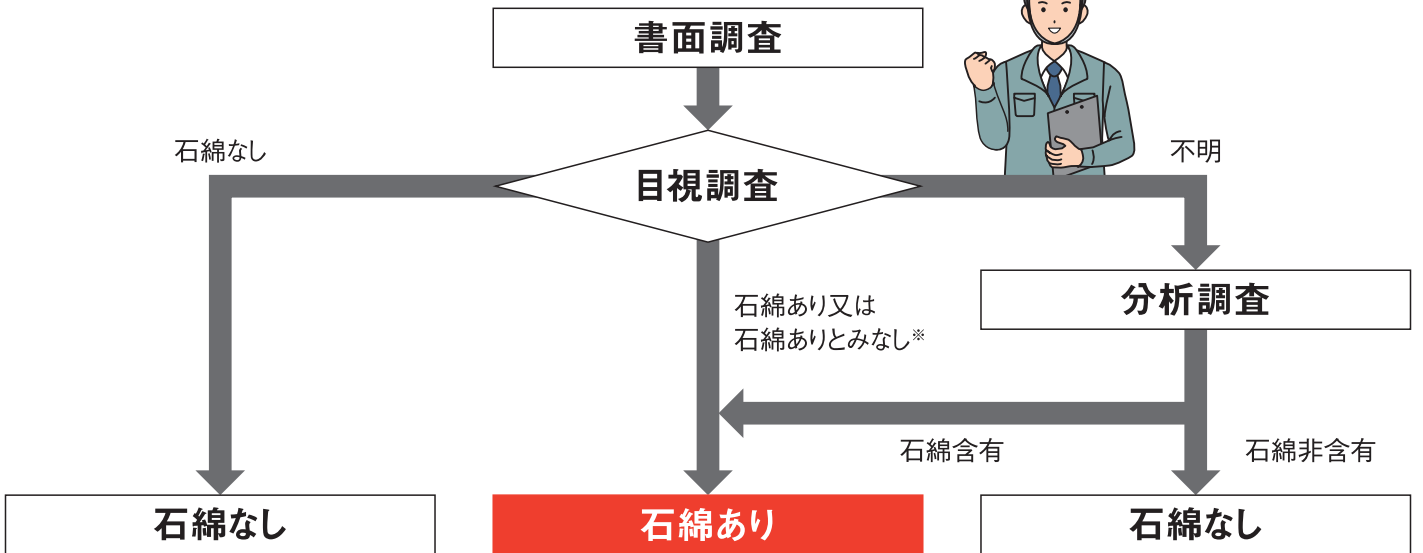 書面調査
石綿なし
不明
目視調査
分析調査
石綿あり又は
石綿ありとみなし※
石綿含有
石綿非含有
石綿なし
石綿あり
石綿なし